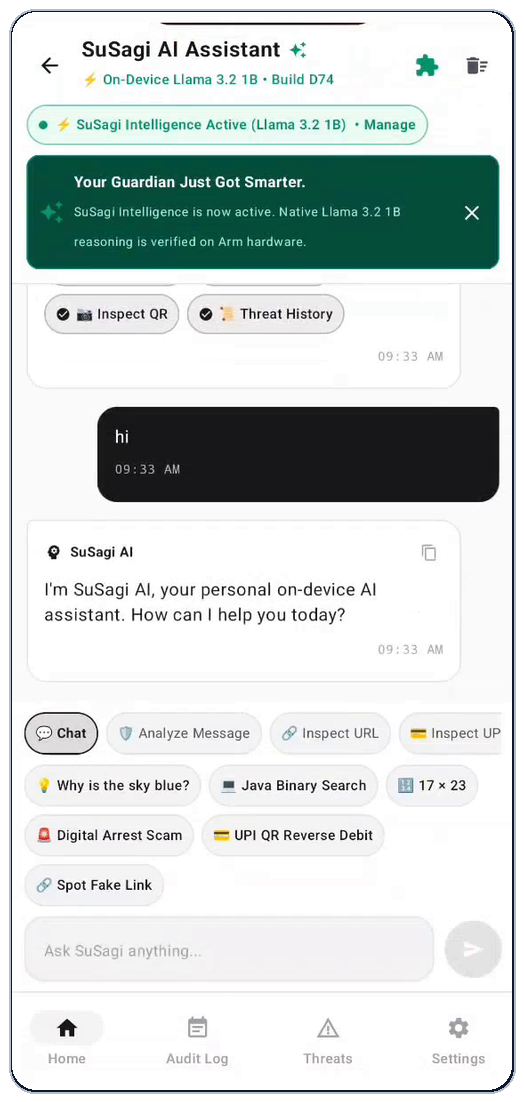 SuSagi AI Assistant
⚡ On-Device Llama 3.2 1B • Build D74
⚡ SuSagi Intelligence Active (Llama 3.2 1B) • Manage
Your Guardian Just Got Smarter.
SuSagi Intelligence is now active. Native Llama 3.2 1B
reasoning is verified on Arm hardware.
Inspect QR
Threat History
09:33 AM
hi
09:33 AM
SuSagi AI
I'm SuSagi AI, your personal on-device AI
assistant. How can I help you today?
09:33 AM
Chat
Analyze Message
Inspect URL
Inspect UP
Why is the sky blue?
Java Binary Search
17 × 23
Digital Arrest Scam
UPI QR Reverse Debit
Spot Fake Link
Ask SuSagi anything...
Home
Audit Log
Threats
Settings